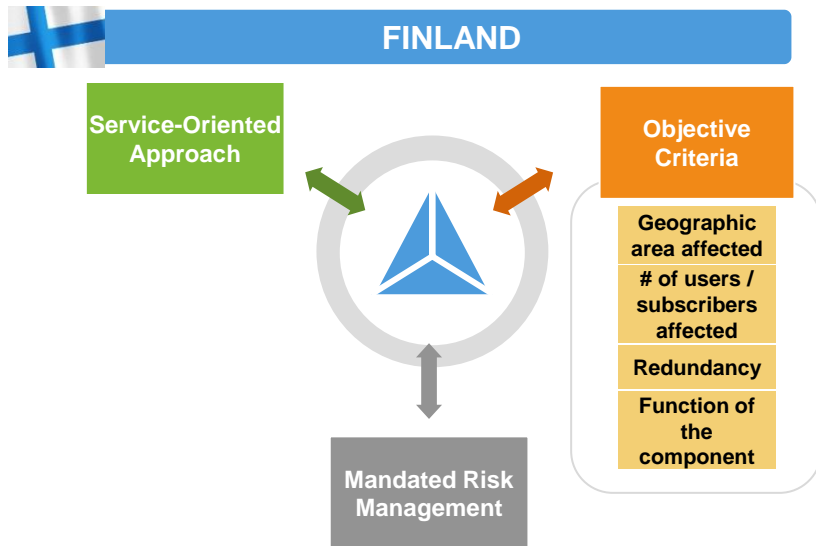 FINLAND
Service-Oriented
Approach
Objective
Criteria
Geographic
area affected
# of users /
subscribers
affected
Redundancy
Function of
the
component
Mandated Risk
Management